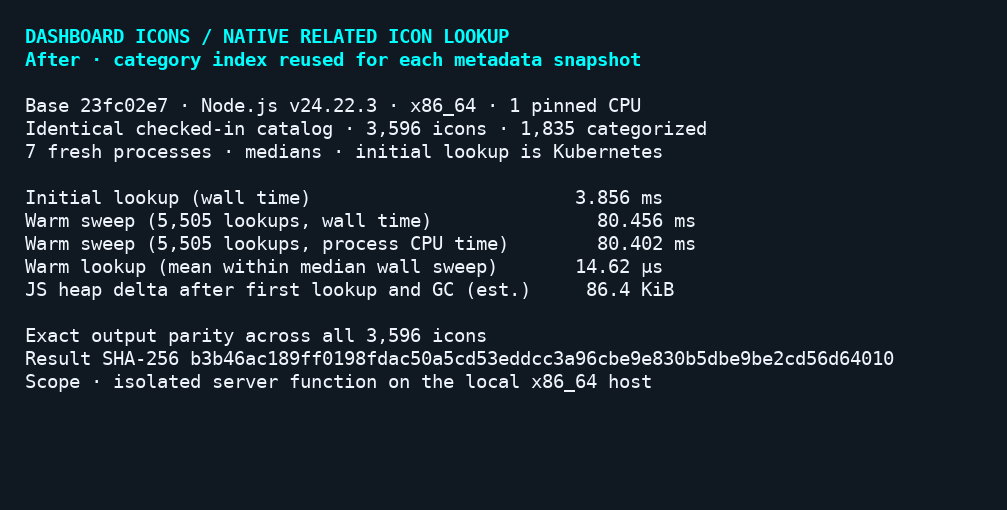 DASHBOARD ICONS / NATIVE RELATED ICON LOOKUP
After · category index reused for each metadata snapshot
Base 23fc02e7 · Node.js v24.22.3 · x86_64 · 1 pinned CPU
Identical checked-in catalog · 3,596 icons · 1,835 categorized
7 fresh processes · medians · initial lookup is Kubernetes
Initial lookup (wall time) 3.856 ms
Warm sweep (5,505 lookups, wall time) 80.456 ms
Warm sweep (5,505 lookups, process CPU time) 80.402 ms
Warm lookup (mean within median wall sweep) 14.62 µs
JS heap delta after first lookup and GC (est.) 86.4 KiB
Exact output parity across all 3,596 icons
Result SHA-256 b3b46ac189ff0198fdac50a5cd53eddcc3a96cbe9e830b5dbe9be2cd56d64010
Scope · isolated server function on the local x86_64 host